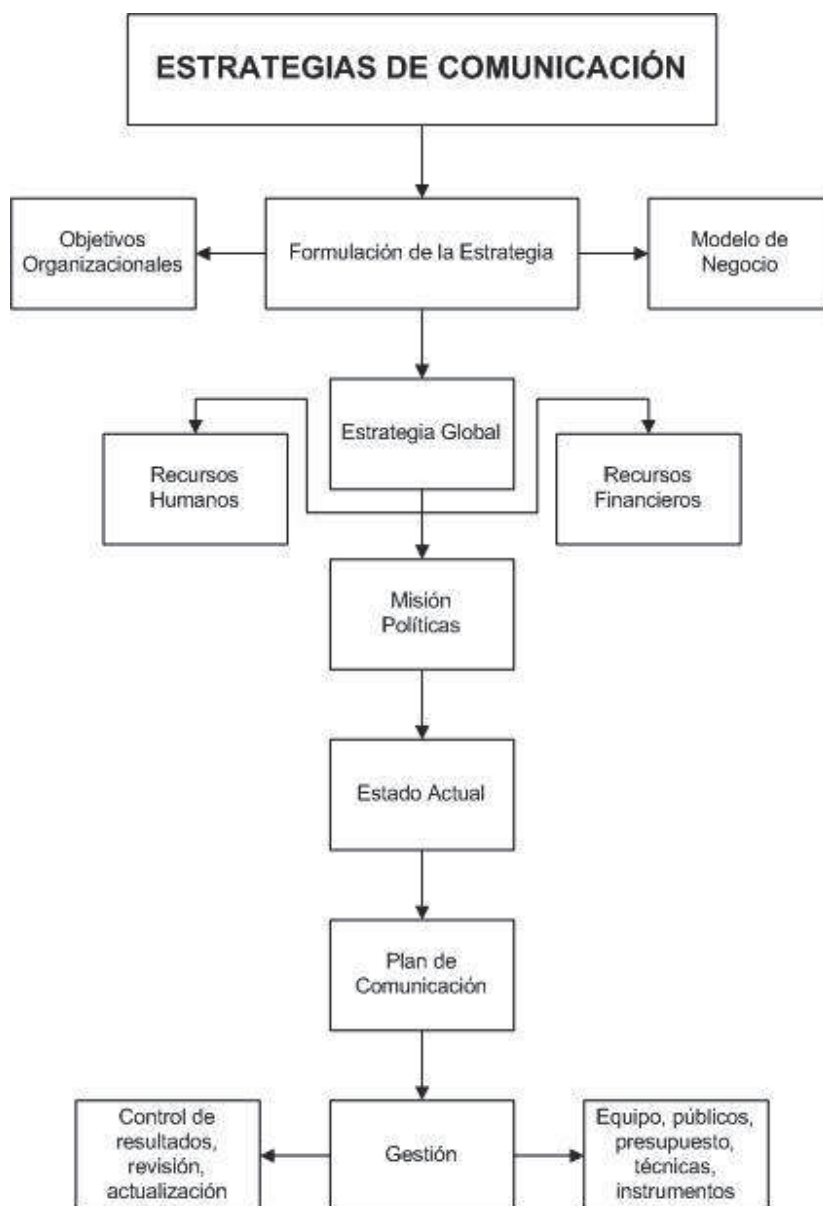 ESTRATEGIAS DE COMUNICACIÓN
Objetivos
Organizacionales
Formulación de la Estrategia
Modelo de
Negocio
Estrategia Global
Recursos
Humanos
Recursos
Financieros
Misión
Políticas
Estado Actual
Plan de
Comunicación
Control de
resultados,
revisión,
actualización
Gestión
Equipo, públicos,
presupuesto,
técnicas,
instrumentos